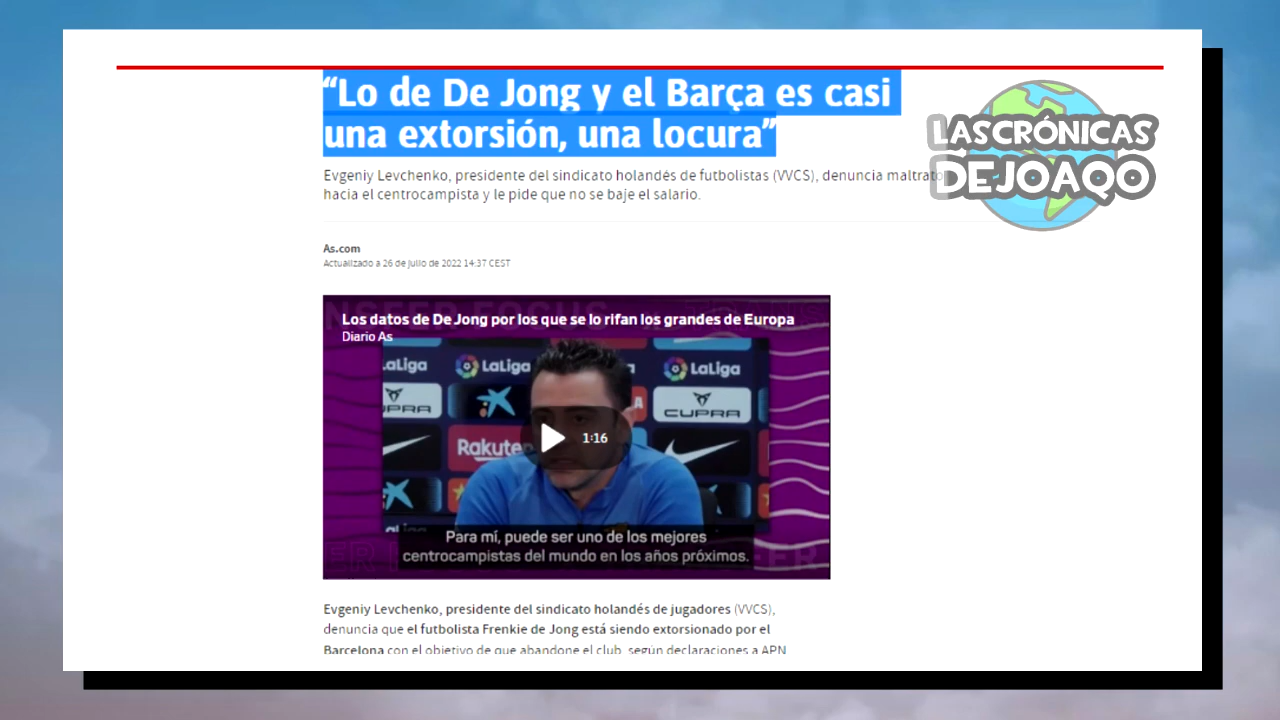 “Lo de De Jong y el Barça es casi
una extorsión, una locura”
LASCRÓNICAS
DEJOAQO
Evgeniy Levchenko, presidente del sindicato holandés de futbolistas (VVCS), denuncia maltrato
hacia el centrocampista y le pide que no se baje el salario.
As.com
Actualizado a 26 de julio de 2022 14:37 CEST
Los datos de De Jong por los que se lo rifan los grandes de Europa
Diario As
LaLiga
LaLiga
CUPRA
Rakuten
1:16
Para mí, puede ser uno de los mejores
centrocampistas del mundo en los años próximos.
Evgeniy Levchenko, presidente del sindicato holandés de jugadores (VVCS),
denuncia que el futbolista Frenkie de Jong está siendo extorsionado por el
Barcelona con el objetivo de que abandone el club, según declaraciones a APN